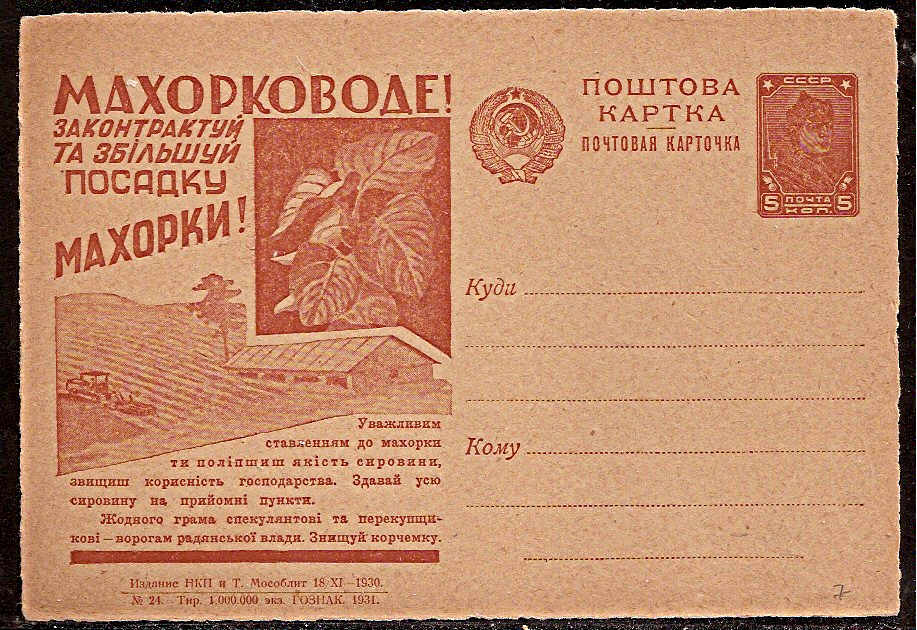 МАХОРКОВОДЕ!
ЗАКОНТРАКТУЙ
ТА ЗБІЛЬШУЙ
ПОСАДКУ
МАХОРКИ!
Уважливим
ставленням до махорки
ти поліпшиш якість сировини,
звищиш корисність господарства. Здавай усю
сировину на прийомні пункти.
Жодного грама спекулянтові та перекупщи-
кові – ворогам радянської влади. Знищуй корчемку.
Издание НКП и Т. Мособлит 18/XI—1930.
№ 24. Тир. 1.000.000 экз. ГОЗНАК. 1931.
ПОШТОВА
КАРТКА
ПОЧТОВАЯ КАРТОЧКА
СССР
5 ПОЧТА 5
КОП.
Куди
Кому
7